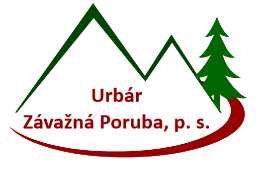 Urbár
Závažná Poruba, p. s.